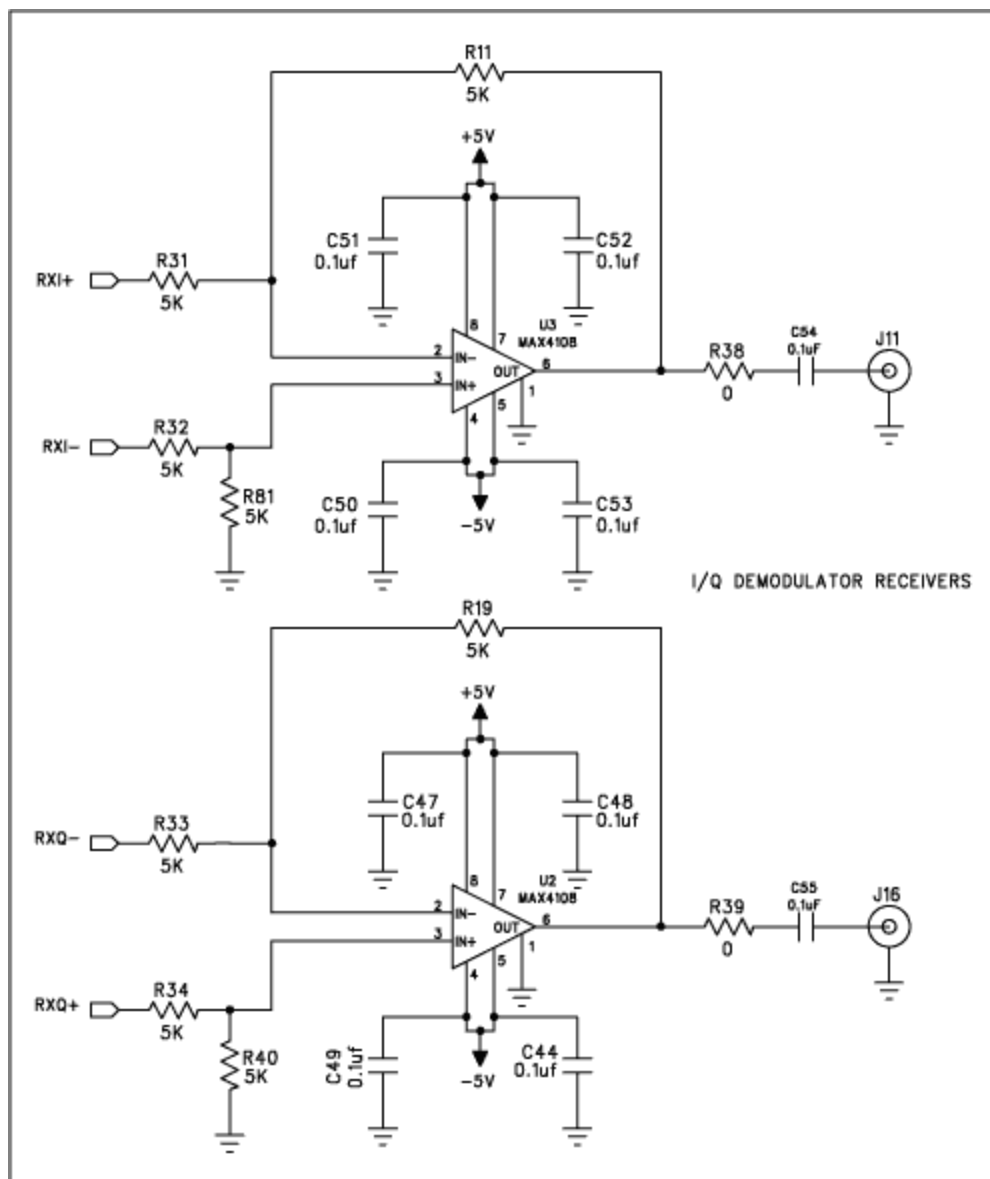 R11
5K
+5V
C51
0.1uf
C52
0.1uf
RXI+
R31
5K
8
7
U3
MAX4108
2
IN-
3
IN+
OUT
6
1
4
5
R38
0
C54
0.1uF
J11
RXI-
R32
5K
R81
5K
C50
0.1uf
-5V
C53
0.1uf
I/Q DEMODULATOR RECEIVERS
R19
5K
+5V
C47
0.1uf
C48
0.1uf
RXQ-
R33
5K
8
7
U2
MAX4108
2
IN-
3
IN+
OUT
6
1
4
5
R39
0
C55
0.1uF
J16
RXQ+
R34
5K
R40
5K
C49
0.1uf
-5V
C44
0.1uf